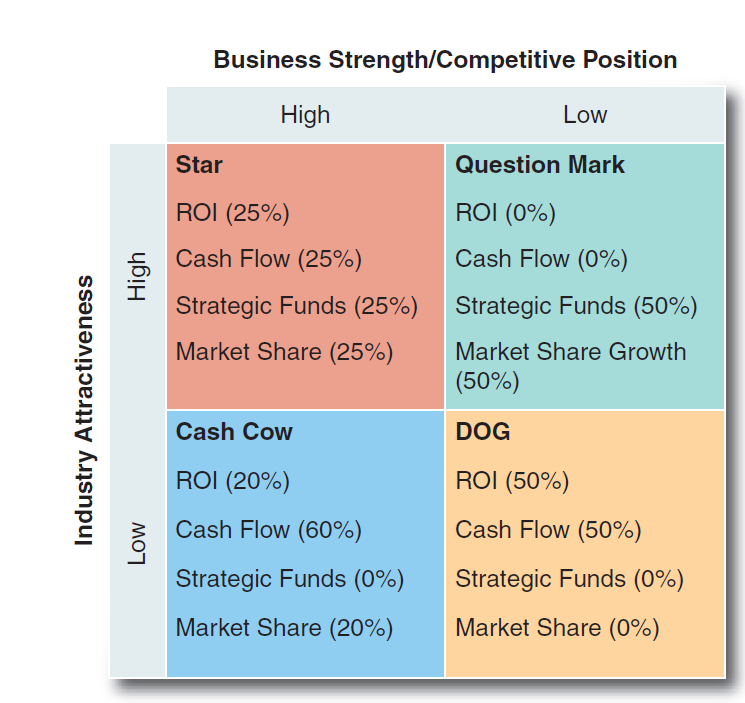 Business Strength/Competitive Position
High
Low
Industry Attractiveness
High
Star
ROI (25%)
Cash Flow (25%)
Strategic Funds (25%)
Market Share (25%)
Question Mark
ROI (0%)
Cash Flow (0%)
Strategic Funds (50%)
Market Share Growth
(50%)
Low
Cash Cow
ROI (20%)
Cash Flow (60%)
Strategic Funds (0%)
Market Share (20%)
DOG
ROI (50%)
Cash Flow (50%)
Strategic Funds (0%)
Market Share (0%)